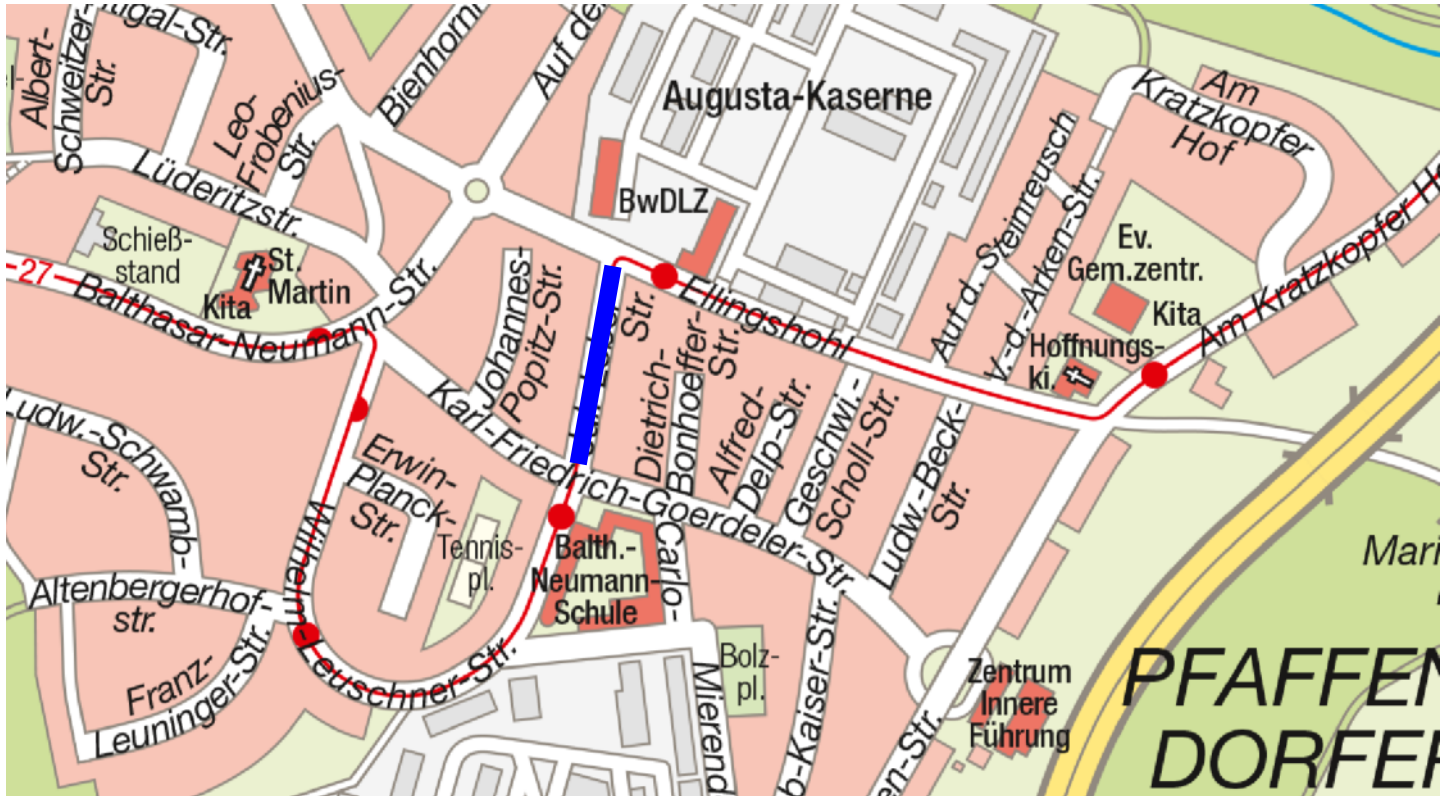 tugal-Str.
Albert-
Schweitzer
Str.
Leo-
Frobenius-
Str.
Bienhorn
Auf de
Augusta-Kaserne
Am
Kratzkopfer
Hof
Lüderitzstr.
BwDLZ
Schieß-
stand
St.
Martin
Kita
27
Balthasar-Neumann-Str.
Johannes-
Popitz-Str.
Str.
Ellingshohl
Auf d. Steinreusch
V.-d.-Arken-Str.
Ev.
Gem.zentr.
Kita
Hoffnungs-
ki.
Am Kratzkopfer Ho
Karl-Friedrich-Goerdeler-Str.
Dietrich-
Bonhoeffer-
Str.
Alfred-
Delp-Str.
Geschwi.-
Scholl-Str.
Ludw.-Beck-
Str.
Ludw.-Schwamb-
Str.
Erwin-
Planck-
Str.
Tennis-
pl.
Balth.-
Neumann-
Schule
Carlo-
Mierend
Altenbergerhof-
str.
Franz-
Leuninger-Str.
Wilhelm-Leuschner-Str.
Bolz-
pl.
b-Kaiser-Str.
en-Str.
Zentrum
Innere
Führung
Mari
PFAFFEN
DORFER